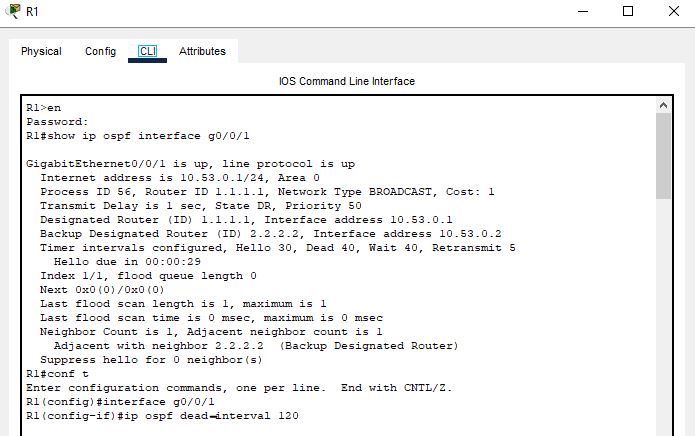 R1
Physical Config CLI Attributes
IOS Command Line Interface
R1>en
Password:
R1#show ip ospf interface g0/0/1
GigabitEthernet0/0/1 is up, line protocol is up
Internet address is 10.53.0.1/24, Area 0
Process ID 56, Router ID 1.1.1.1, Network Type BROADCAST, Cost: 1
Transmit Delay is 1 sec, State DR, Priority 50
Designated Router (ID) 1.1.1.1, Interface address 10.53.0.1
Backup Designated Router (ID) 2.2.2.2, Interface address 10.53.0.2
Timer intervals configured, Hello 30, Dead 40, Wait 40, Retransmit 5
Hello due in 00:00:29
Index 1/1, flood queue length 0
Next 0x0(0)/0x0(0)
Last flood scan length is 1, maximum is 1
Last flood scan time is 0 msec, maximum is 0 msec
Neighbor Count is 1, Adjacent neighbor count is 1
Adjacent with neighbor 2.2.2.2 (Backup Designated Router)
Suppress hello for 0 neighbor(s)
R1#conf t
Enter configuration commands, one per line. End with CNTL/Z.
R1(config)#interface g0/0/1
R1(config-if)#ip ospf dead-interval 120